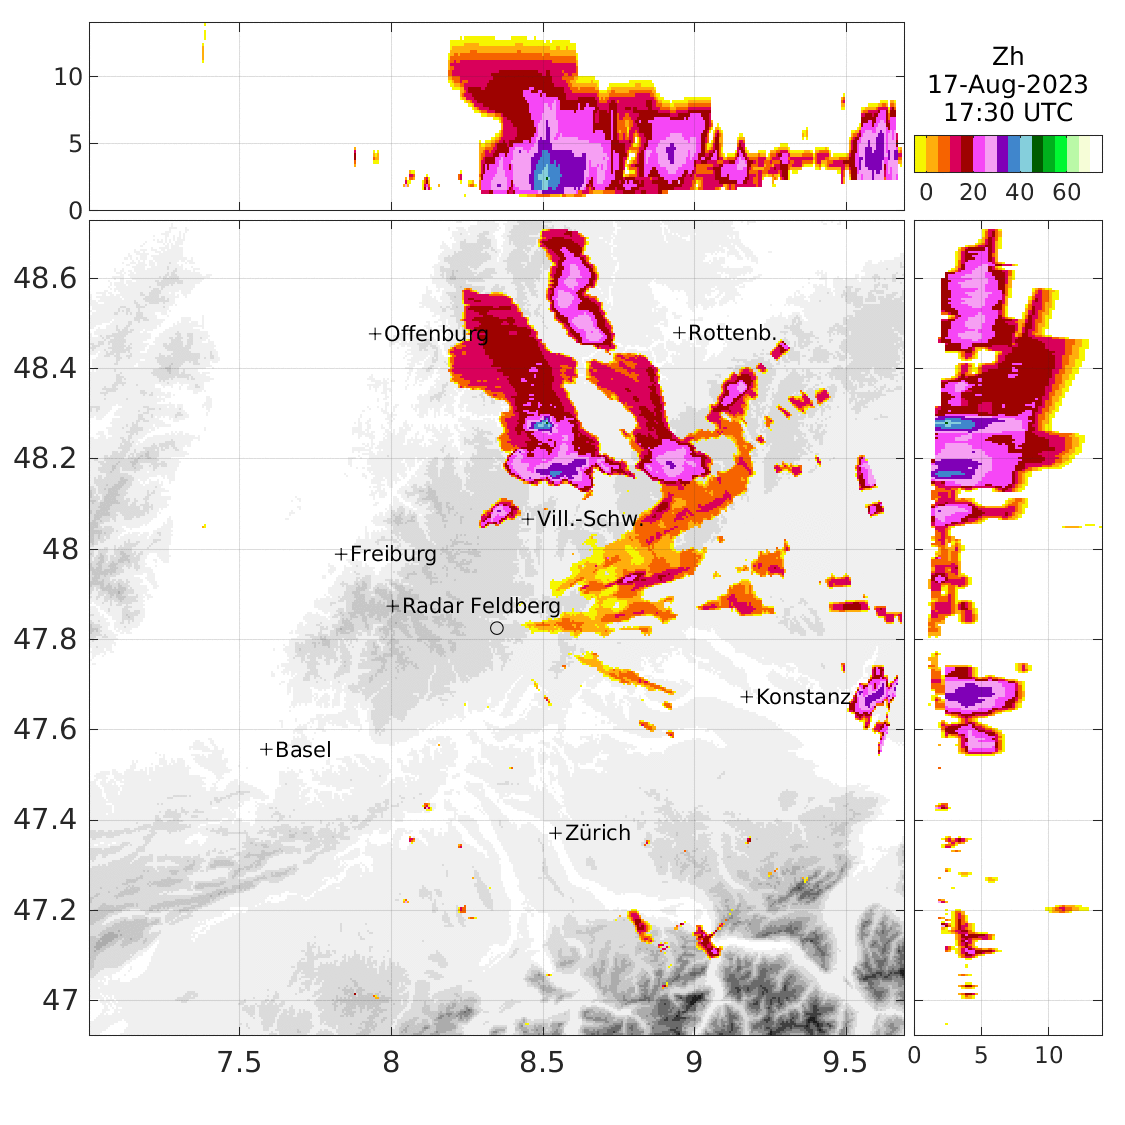 10
5
0
Zh
17-Aug-2023
17:30 UTC
0 20 40 60
48.6
48.4
48.2
48
47.8
47.6
47.4
47.2
47
+Offenburg
+Rottenb.
+Vill.-Schw.
+Freiburg
+Radar Feldberg
+Konstanz
+Basel
+Zürich
7.5 8 8.5 9 9.5
0 5 10